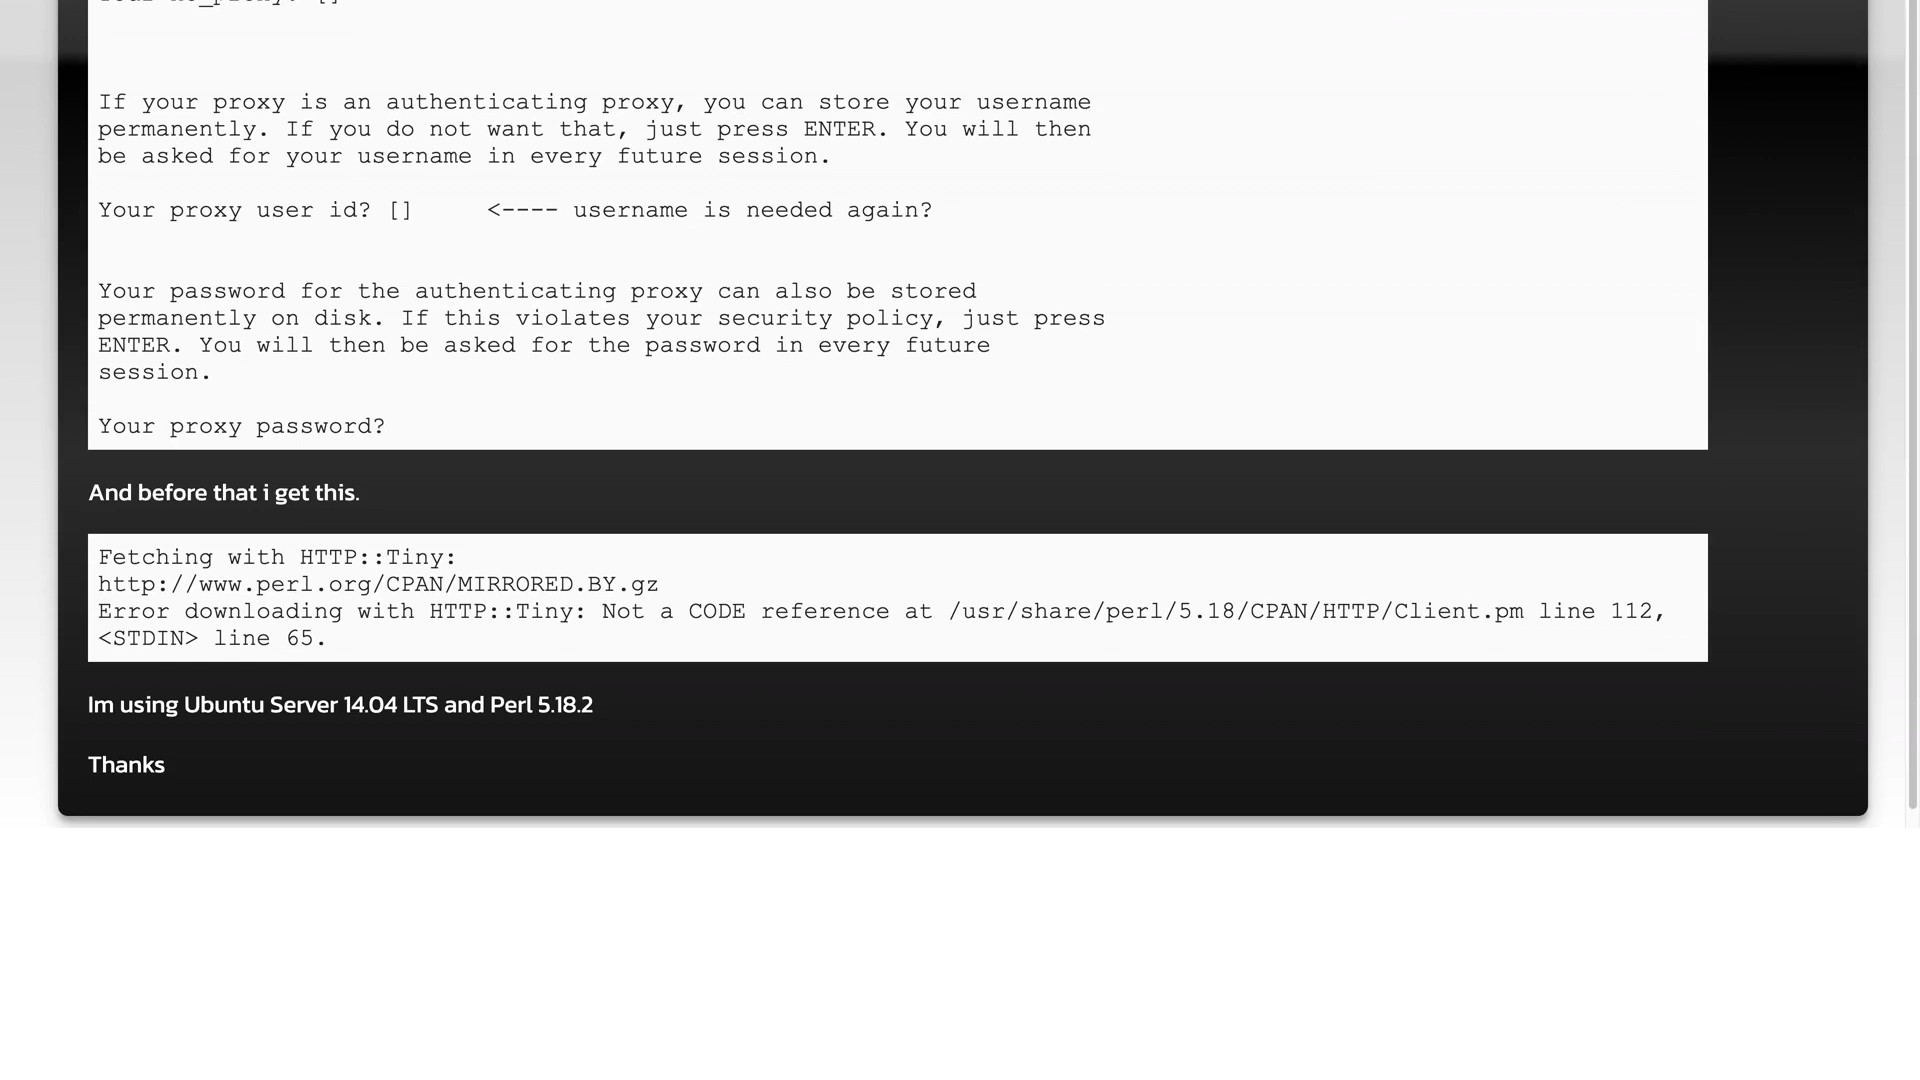 Your no_proxy? []
If your proxy is an authenticating proxy, you can store your username
permanently. If you do not want that, just press ENTER. You will then
be asked for your username in every future session.
Your proxy user id? []     <---- username is needed again?
Your password for the authenticating proxy can also be stored
permanently on disk. If this violates your security policy, just press
ENTER. You will then be asked for the password in every future
session.
Your proxy password?
And before that i get this.
Fetching with HTTP::Tiny:
http://www.perl.org/CPAN/MIRRORED.BY.gz
Error downloading with HTTP::Tiny: Not a CODE reference at /usr/share/perl/5.18/CPAN/HTTP/Client.pm line 112,
<STDIN> line 65.
Im using Ubuntu Server 14.04 LTS and Perl 5.18.2
Thanks